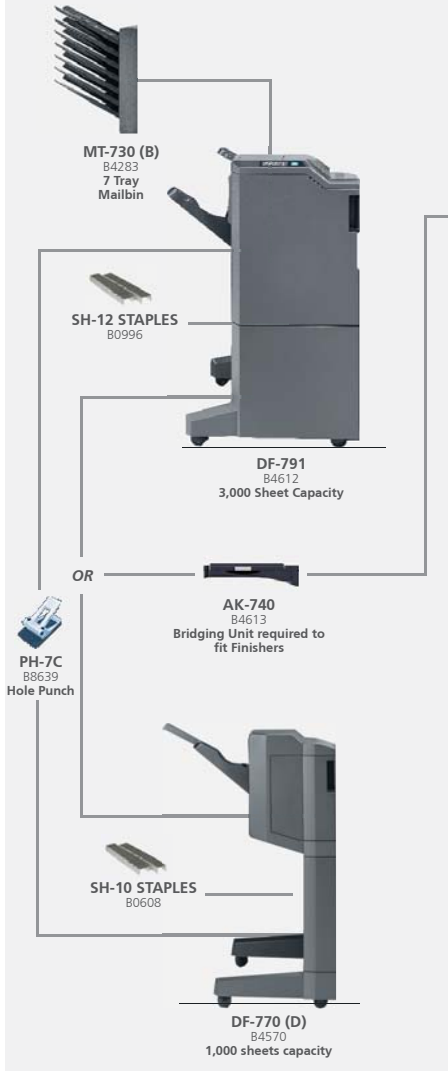 MT-730 (B)
B4283
7 Tray
Mailbin
SH-12 STAPLES
B0996
DF-791
B4612
3,000 Sheet Capacity
OR
AK-740
B4613
Bridging Unit required to
fit Finishers
PH-7C
B8639
Hole Punch
SH-10 STAPLES
B0608
DF-770 (D)
B4570
1,000 sheets capacity